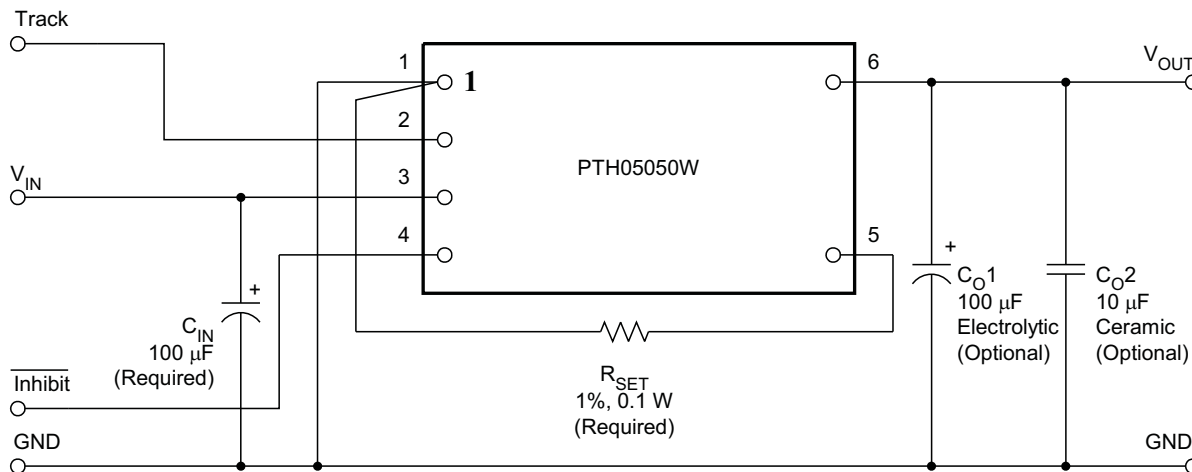 Track
1
1
6
V_OUT
2
PTH05050W
V_IN
3
4
5
+
+
C_IN
100 μF
(Required)
C_O1
100 μF
Electrolytic
(Optional)
C_O2
10 μF
Ceramic
(Optional)
Inhibit
R_SET
1%, 0.1 W
(Required)
GND
GND